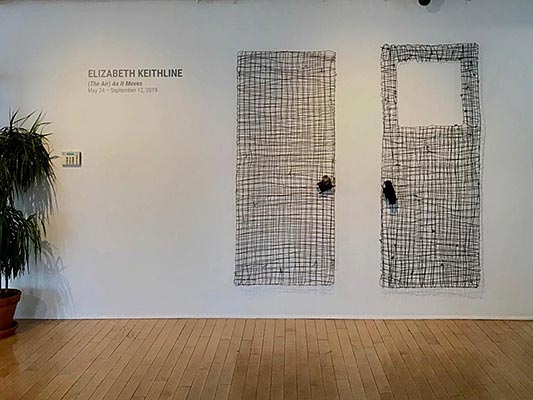 ELIZABETH KEITHLINE
(The Air) As It Moves
May 24 – September 12, 2019